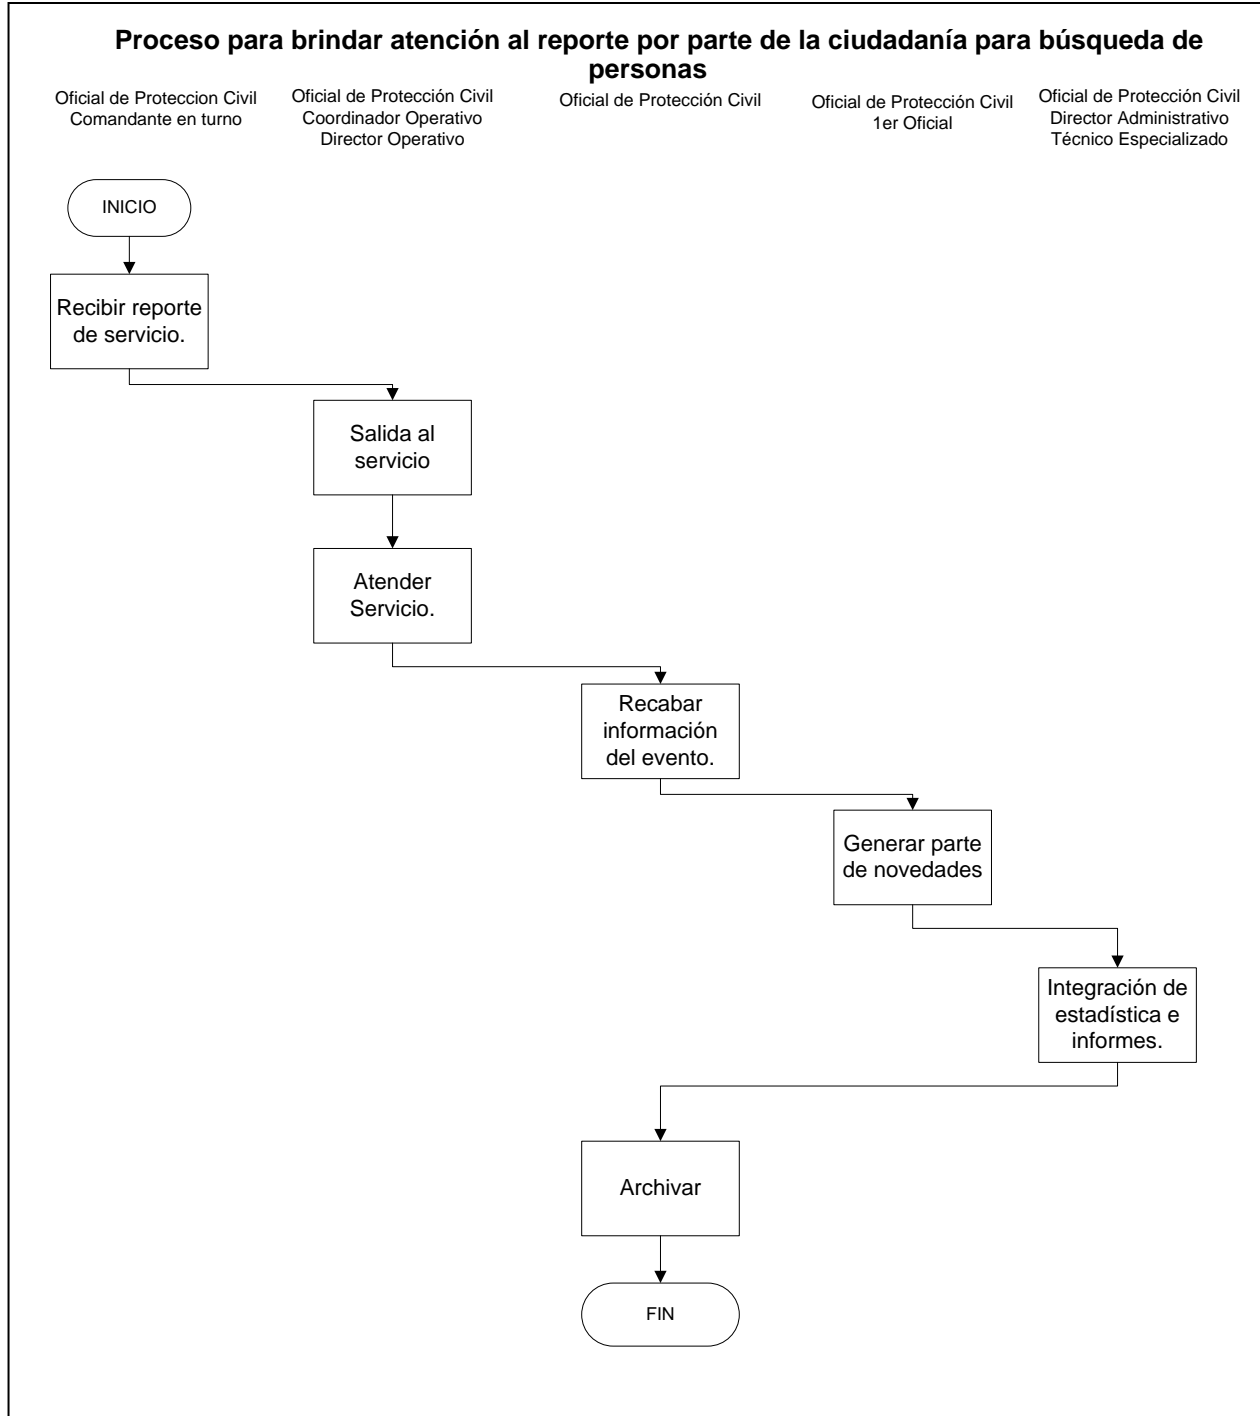 Proceso para brindar atención al reporte por parte de la ciudadanía para búsqueda de
personas
Oficial de Proteccion Civil
Comandante en turno
Oficial de Protección Civil
Coordinador Operativo
Director Operativo
Oficial de Protección Civil
Oficial de Protección Civil
1er Oficial
Oficial de Protección Civil
Director Administrativo
Técnico Especializado
INICIO
Recibir reporte
de servicio.
Salida al
servicio
Atender
Servicio.
Recabar
información
del evento.
Generar parte
de novedades
Integración de
estadística e
informes.
Archivar
FIN